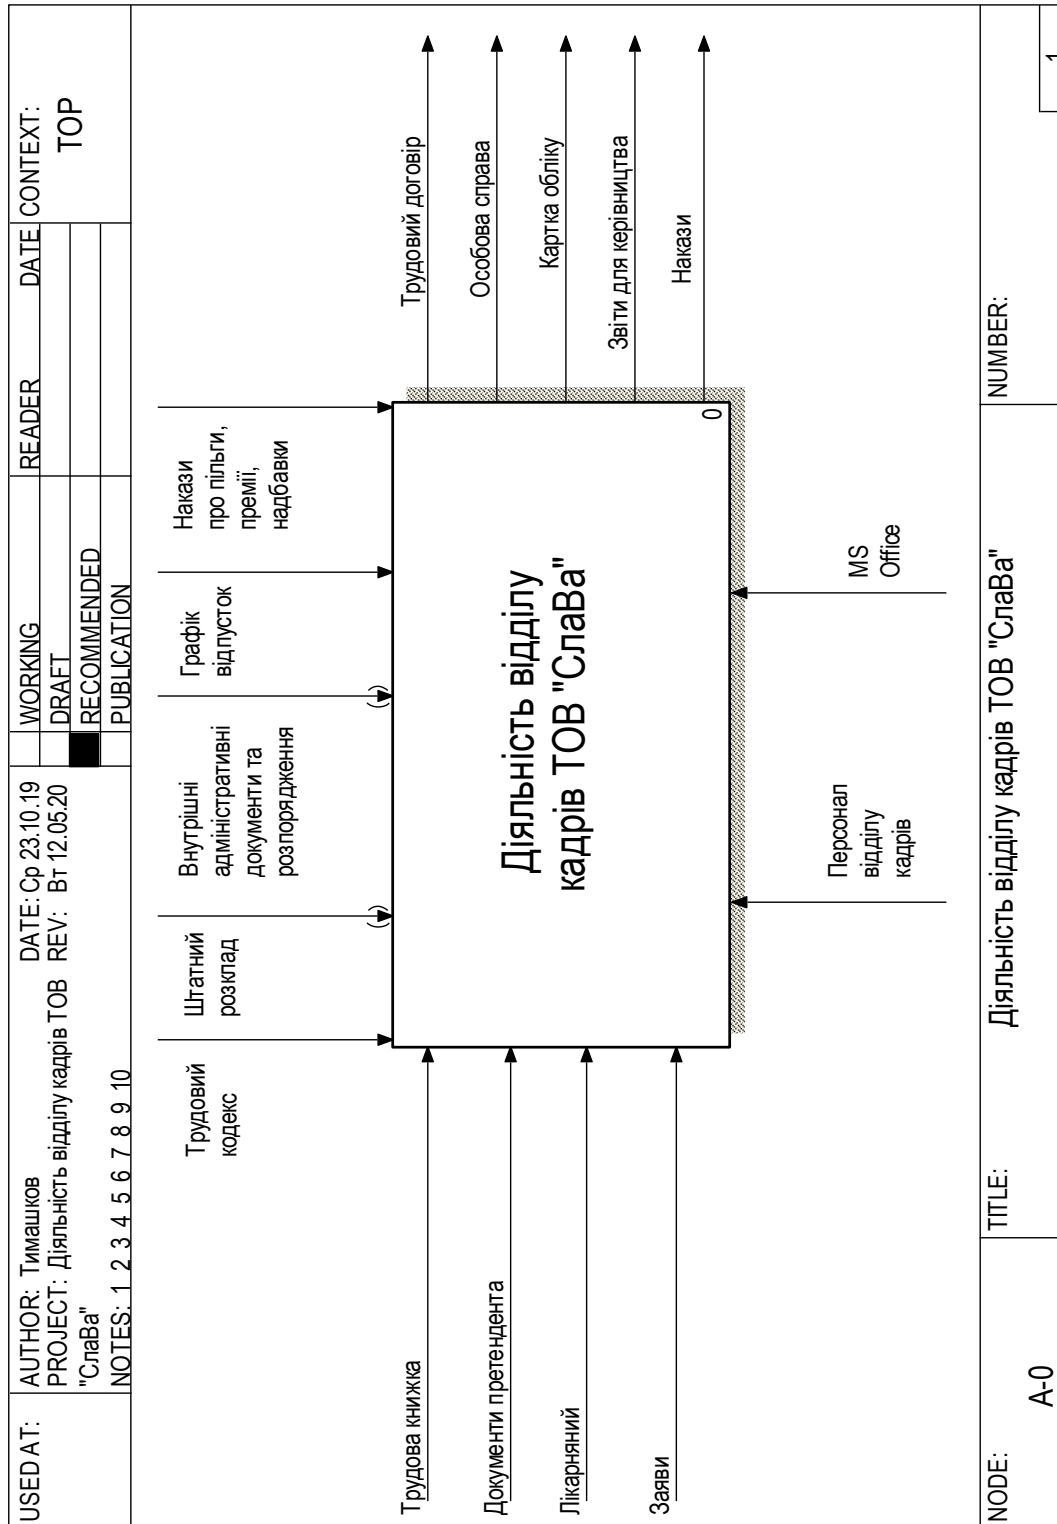 USED AT:
AUTHOR: Тимашков
DATE: Ср 23.10.19
PROJECT: Діяльність відділу кадрів ТОВ
"СлаВа"
REV: Вт 12.05.20
NOTES: 1 2 3 4 5 6 7 8 9 10
WORKING
DRAFT
RECOMMENDED
PUBLICATION
READER
DATE
CONTEXT:
TOP
Трудовий
кодекс
Штатний
розклад
Внутрішні
адміністративні
документи та
розпорядження
Графік
відпусток
Накази
про пільги,
премії,
надбавки
Трудова книжка
Документи претендента
Лікарняний
Заяви
Діяльність відділу
кадрів ТОВ "СлаВа"
0
Трудовий договір
Особова справа
Картка обліку
Звіти для керівництва
Накази
Персонал
відділу
кадрів
MS
Office
NODE:
A-0
TITLE:
Діяльність відділу кадрів ТОВ "СлаВа"
NUMBER:
1